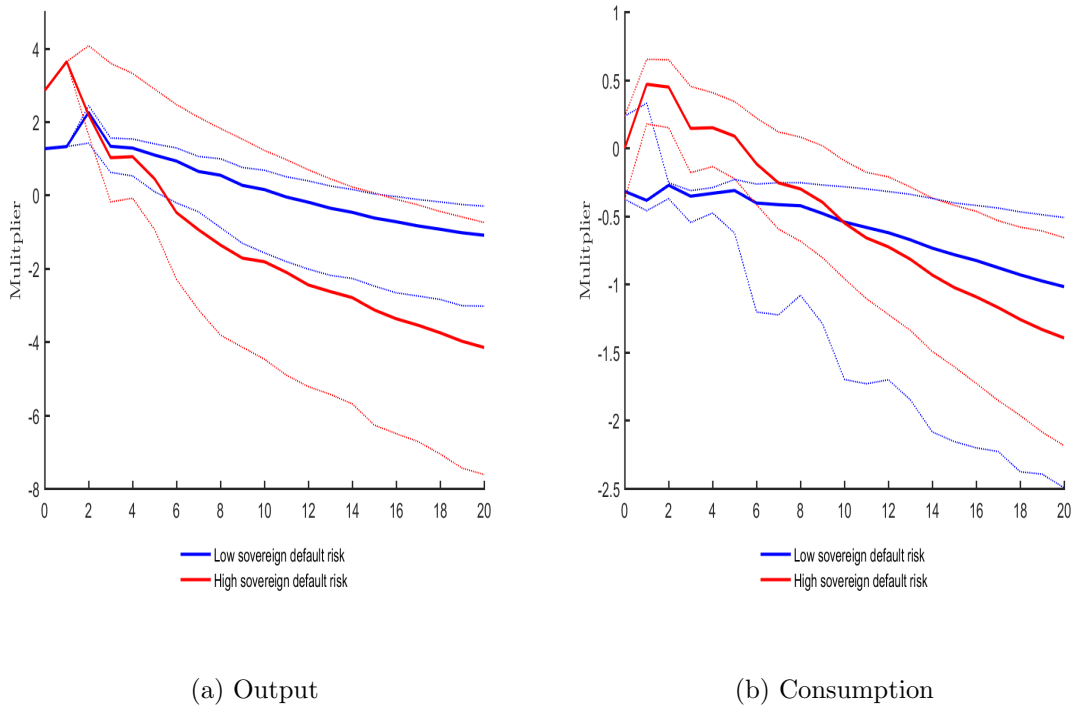 4
2
0
-2
-4
-6
-8
Mulitplier
0 2 4 6 8 10 12 14 16 18 20
Low sovereign default risk
High sovereign default risk
(a) Output
1
0.5
0
-0.5
-1
-1.5
-2
-2.5
Mulitplier
0 2 4 6 8 10 12 14 16 18 20
Low sovereign default risk
High sovereign default risk
(b) Consumption